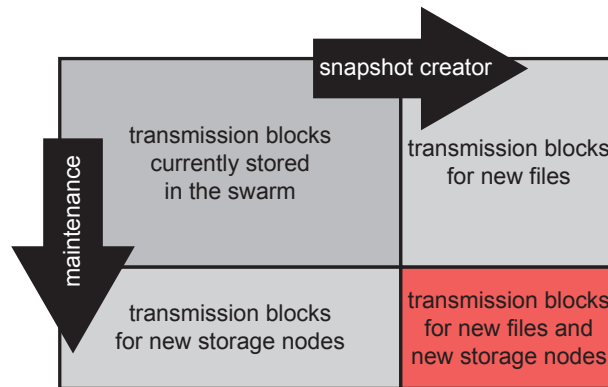 snapshot creator
transmission blocks
currently stored
in the swarm
transmission blocks
for new files
maintenance
transmission blocks
for new storage nodes
transmission blocks
for new files and
new storage nodes